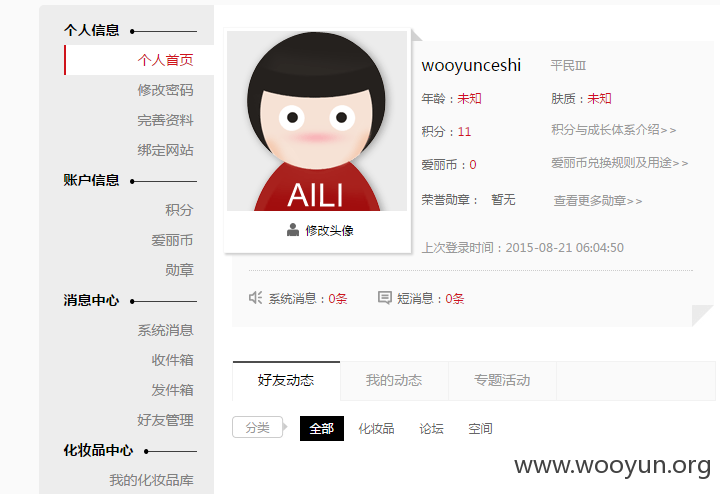 个人信息
个人首页
修改密码
完善资料
绑定网站
账户信息
积分
爱丽币
勋章
消息中心
系统消息
收件箱
发件箱
好友管理
化妆品中心
我的化妆品库
AILI
修改头像
wooyunceshi 平民III
年龄：未知 肤质：未知
积分：11 积分与成长体系介绍>>
爱丽币：0 爱丽币兑换规则及用途>>
荣誉勋章： 暂无 查看更多勋章>>
上次登录时间：2015-08-21 06:04:50
系统消息：0条 短消息：0条
好友动态 我的动态 专题活动
分类 全部 化妆品 论坛 空间
www.wooyun.org